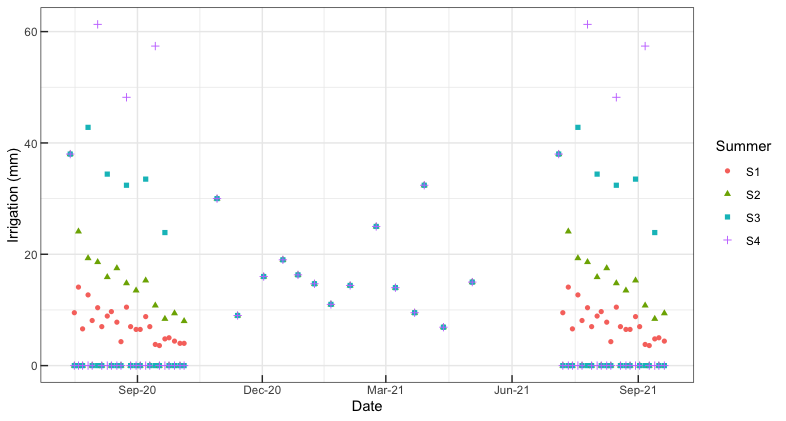 60
40
20
0
Irrigation (mm)
Sep-20 Dec-20 Mar-21 Jun-21 Sep-21
Date
Summer
S1
S2
S3
S4